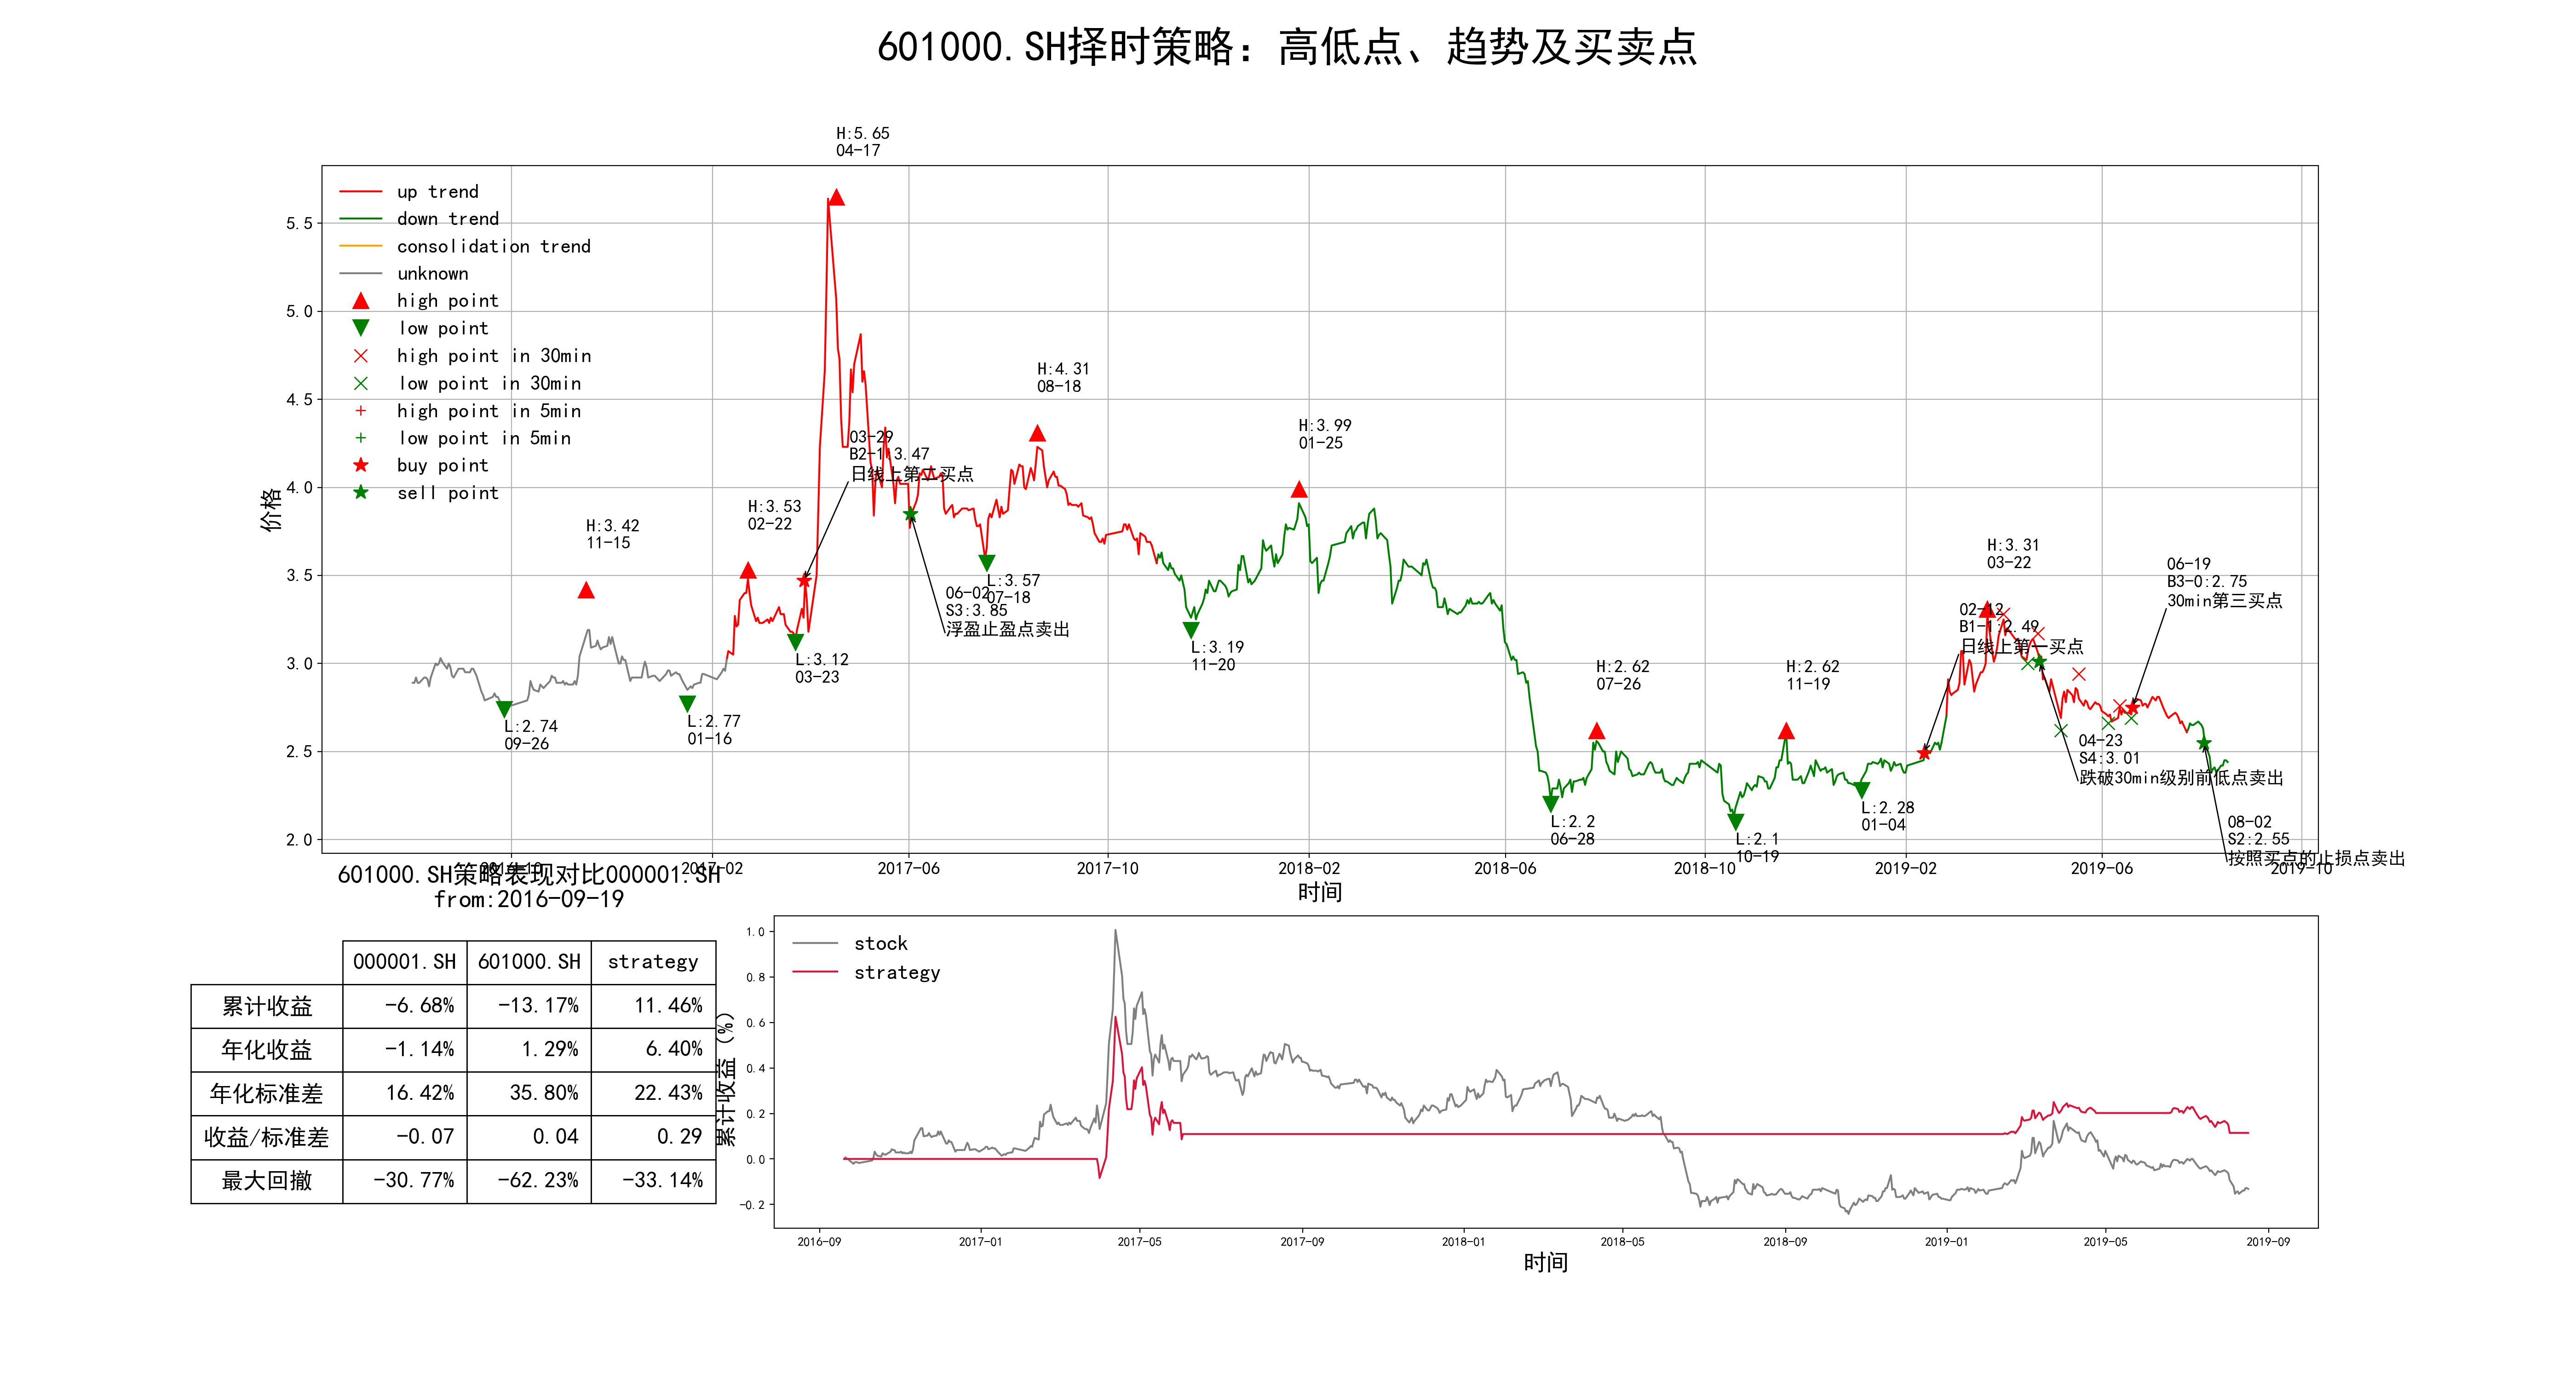 601000.SH择时策略：高低点、趋势及买卖点
H:5.65
04-17
up trend
down trend
consolidation trend
unknown
high point
low point
high point in 30min
low point in 30min
high point in 5min
low point in 5min
buy point
sell point
价格
5.5
5.0
4.5
4.0
3.5
3.0
2.5
2.0
H:3.42
11-15
L:2.74
09-26
L:2.77
01-16
H:3.53
02-22
L:3.12
03-23
03-29
B2-1:3.47
日线上第二买点
06-02
S3:3.85
浮盈止盈点卖出
L:3.57
07-18
H:4.31
08-18
L:3.19
11-20
H:3.99
01-25
L:2.2
06-28
H:2.62
07-26
L:2.1
10-19
H:2.62
11-19
L:2.28
01-04
02-12
B1-1:2.49
日线上第一买点
H:3.31
03-22
04-23
S4:3.01
跌破30min级别前低点卖出
06-19
B3-0:2.75
30min第三买点
08-02
S2:2.55
按照买点的止损点卖出
2016-10
2017-02
2017-06
2017-10
2018-02
2018-06
2018-10
2019-02
2019-06
2019-10
时间
601000.SH策略表现对比000001.SH
from:2016-09-19
000001.SH 601000.SH strategy
累计收益 -6.68% -13.17% 11.46%
年化收益 -1.14% 1.29% 6.40%
年化标准差 16.42% 35.80% 22.43%
收益/标准差 -0.07 0.04 0.29
最大回撤 -30.77% -62.23% -33.14%
累计收益（%）
1.0
0.8
0.6
0.4
0.2
0.0
-0.2
stock
strategy
2016-09
2017-01
2017-05
2017-09
2018-01
2018-05
2018-09
2019-01
2019-05
2019-09
时间